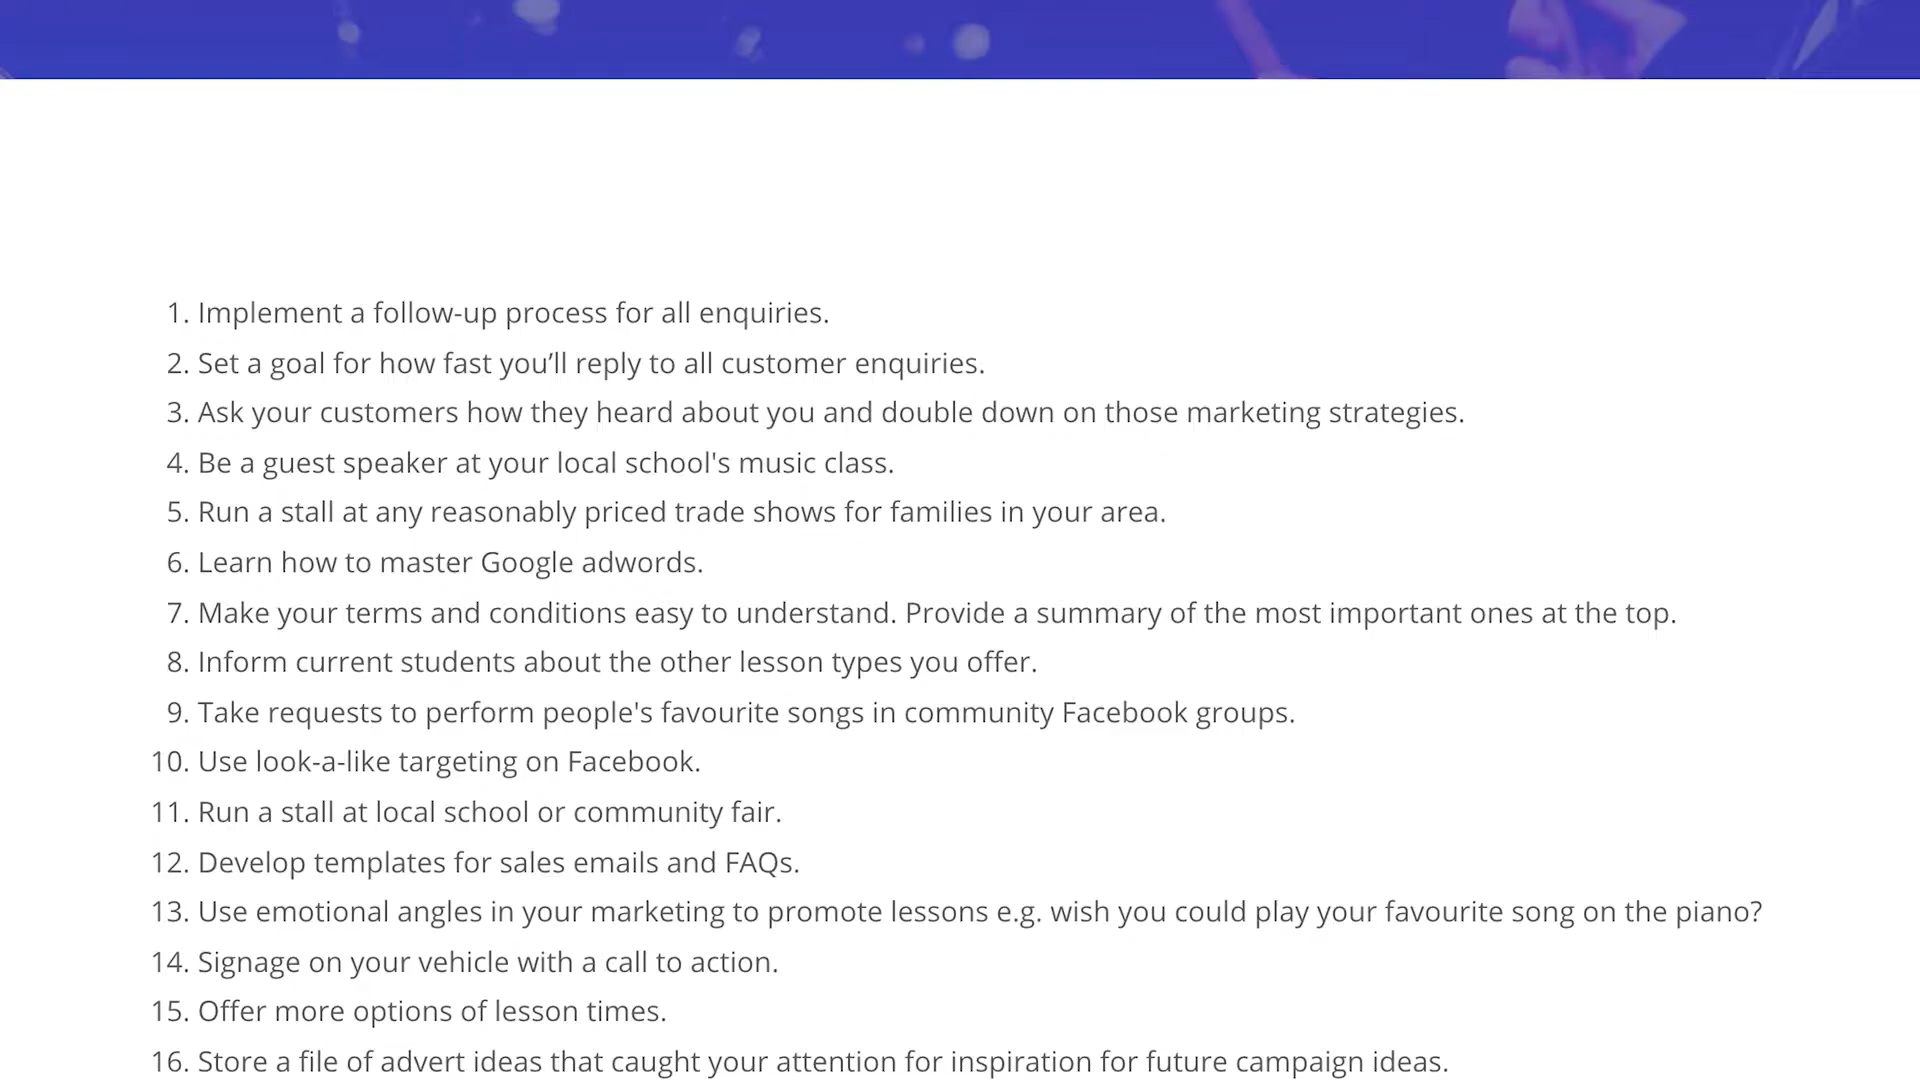 1. Implement a follow-up process for all enquiries.
2. Set a goal for how fast you’ll reply to all customer enquiries.
3. Ask your customers how they heard about you and double down on those marketing strategies.
4. Be a guest speaker at your local school's music class.
5. Run a stall at any reasonably priced trade shows for families in your area.
6. Learn how to master Google adwords.
7. Make your terms and conditions easy to understand. Provide a summary of the most important ones at the top.
8. Inform current students about the other lesson types you offer.
9. Take requests to perform people's favourite songs in community Facebook groups.
10. Use look-a-like targeting on Facebook.
11. Run a stall at local school or community fair.
12. Develop templates for sales emails and FAQs.
13. Use emotional angles in your marketing to promote lessons e.g. wish you could play your favourite song on the piano?
14. Signage on your vehicle with a call to action.
15. Offer more options of lesson times.
16. Store a file of advert ideas that caught your attention for inspiration for future campaign ideas.